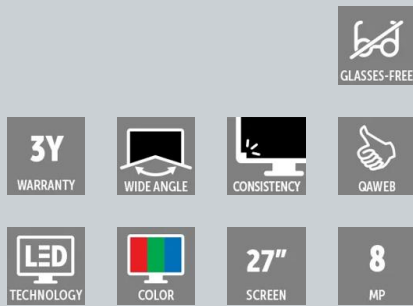 GLASSES-FREE
3Y
WARRANTY
WIDE ANGLE
CONSISTENCY
QAWEB
LED
TECHNOLOGY
COLOR
27"
SCREEN
8
MP